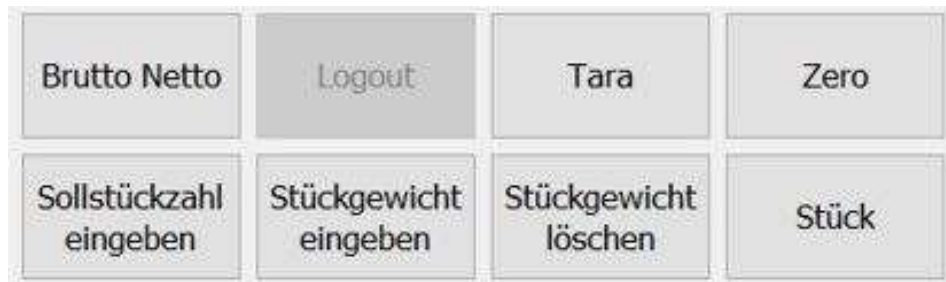 Brutto Netto
Logout
Tara
Zero
Sollstückzahl
eingeben
Stückgewicht
eingeben
Stückgewicht
löschen
Stück